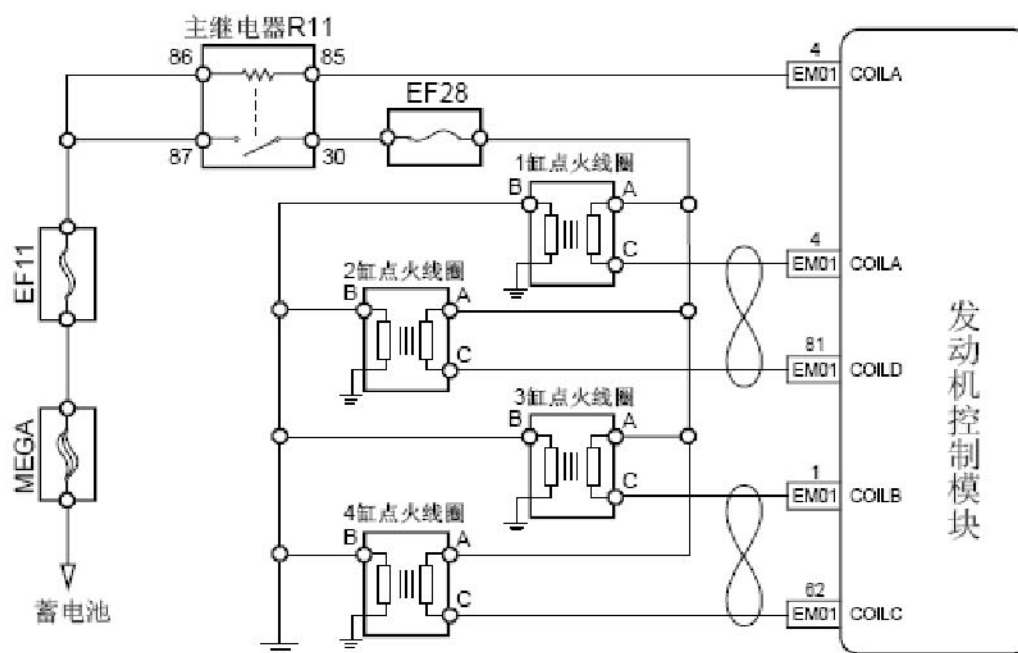 主继电器R11
86
85
4
EM01 COILA
EF28
87
30
1缸点火线圈
B
A
4
C
EM01 COILA
EF11
2缸点火线圈
B
A
81
C
EM01 COILD
3缸点火线圈
B
A
MEGA
1
C
EM01 COILB
4缸点火线圈
B
A
62
C
EM01 COILC
蓄电池
发动机控制模块